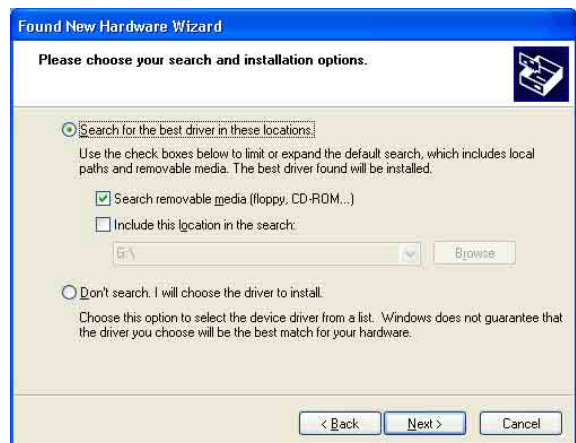 Found New Hardware Wizard
Please choose your search and installation options.
Search for the best driver in these locations.
Use the check boxes below to limit or expand the default search, which includes local
paths and removable media. The best driver found will be installed.
Search removable media (floppy, CD-ROM...)
Include this location in the search:
G:\ Browse
Don't search. I will choose the driver to install.
Choose this option to select the device driver from a list. Windows does not guarantee that
the driver you choose will be the best match for your hardware.
< Back Next > Cancel